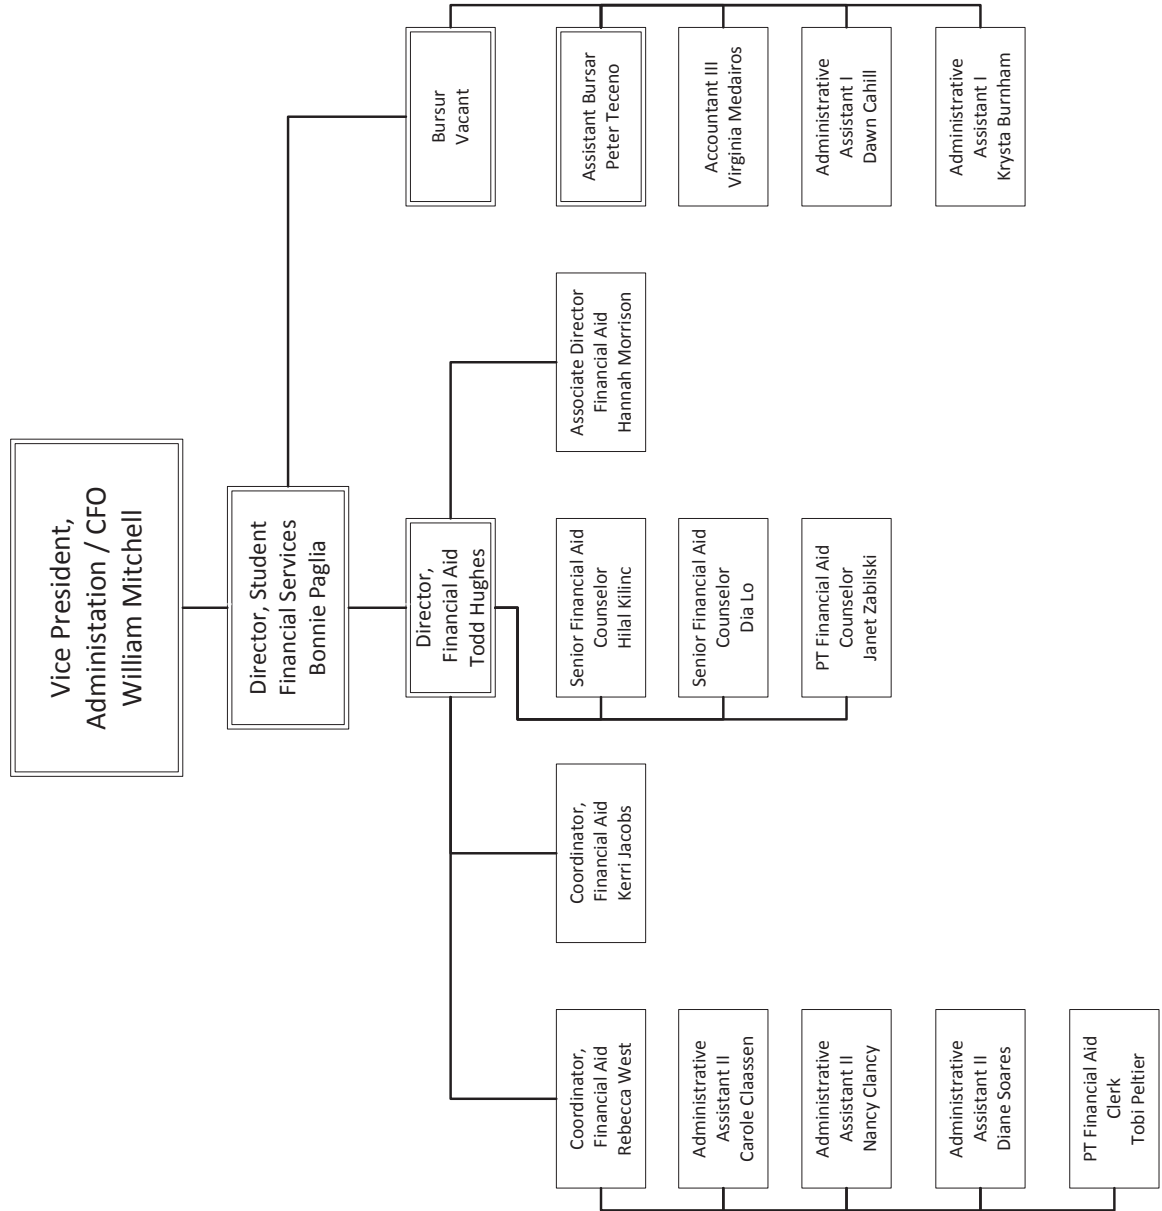 Vice President,
Administation / CFO
William Mitchell
Director, Student
Financial Services
Bonnie Paglia
Director,
Financial Aid
Todd Hughes
Bursur
Vacant
Coordinator,
Financial Aid
Rebecca West
Coordinator,
Financial Aid
Kerri Jacobs
Senior Financial Aid
Counselor
Hilal Kilinc
Associate Director
Financial Aid
Hannah Morrison
Assistant Bursar
Peter Teceno
Administrative
Assistant II
Carole Claassen
Senior Financial Aid
Counselor
Dia Lo
Accountant III
Virginia Medairos
Administrative
Assistant II
Nancy Clancy
PT Financial Aid
Counselor
Janet Zabilski
Administrative
Assistant I
Dawn Cahill
Administrative
Assistant II
Diane Soares
Administrative
Assistant I
Krysta Burnham
PT Financial Aid
Clerk
Tobi Peltier